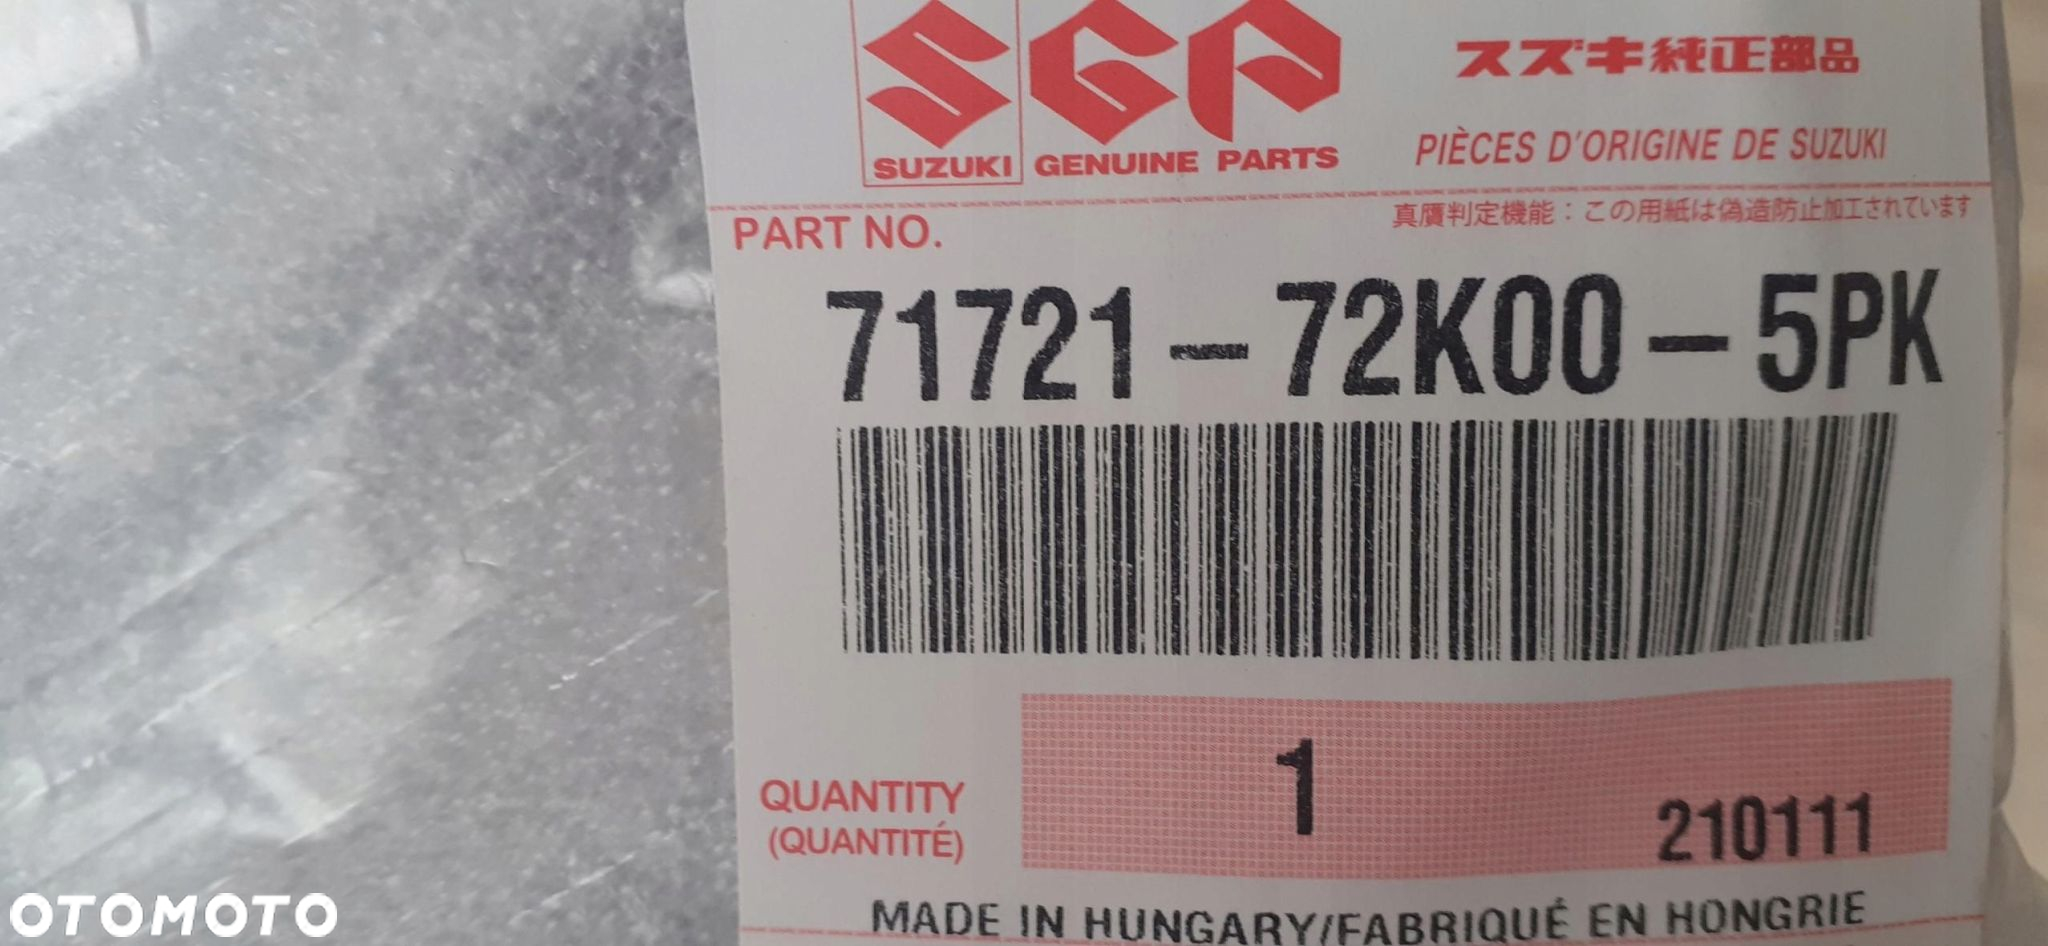 SGP
SUZUKI GENUINE PARTS
スズキ純正部品
PIÈCES D'ORIGINE DE SUZUKI
真贋判定機能：この用紙は偽造防止加工されています
PART NO.
71721-72K00-5PK
QUANTITY
(QUANTITÉ)
1
210111
MADE IN HUNGARY/FABRIQUÉ EN HONGRIE
OTOMOTO